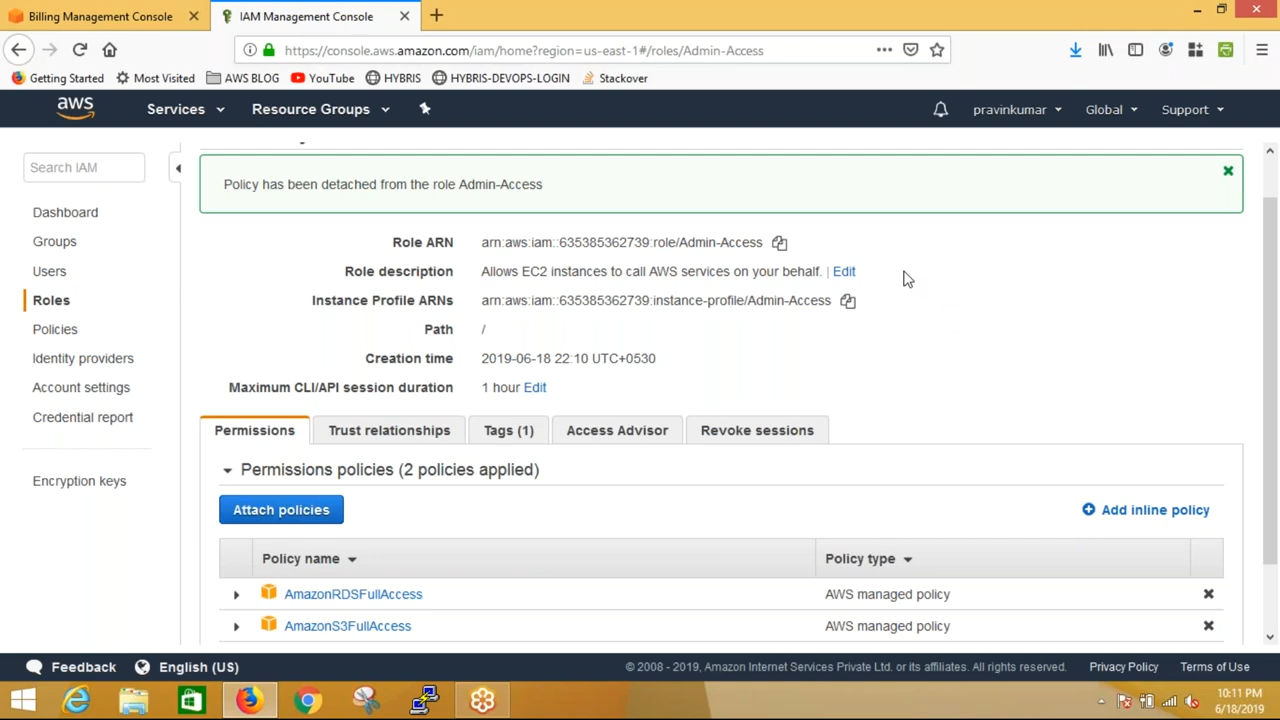 Billing Management Console
IAM Management Console
https://console.aws.amazon.com/iam/home?region=us-east-1#/roles/Admin-Access
Getting Started
Most Visited
AWS BLOG
YouTube
HYBRIS
HYBRIS-DEVOPS-LOGIN
Stackover
aws
Services
Resource Groups
pravinkumar
Global
Support
Search IAM
Dashboard
Groups
Users
Roles
Policies
Identity providers
Account settings
Credential report
Encryption keys
Policy has been detached from the role Admin-Access
Role ARN arn:aws:iam::635385362739:role/Admin-Access
Role description Allows EC2 instances to call AWS services on your behalf. | Edit
Instance Profile ARNs arn:aws:iam::635385362739:instance-profile/Admin-Access
Path /
Creation time 2019-06-18 22:10 UTC+0530
Maximum CLI/API session duration 1 hour Edit
Permissions
Trust relationships
Tags (1)
Access Advisor
Revoke sessions
Permissions policies (2 policies applied)
Attach policies
Add inline policy
Policy name
Policy type
AmazonRDSFullAccess AWS managed policy
AmazonS3FullAccess AWS managed policy
Feedback
English (US)
© 2008 - 2019, Amazon Internet Services Private Ltd. or its affiliates. All rights reserved.
Privacy Policy
Terms of Use
10:11 PM
6/18/2019